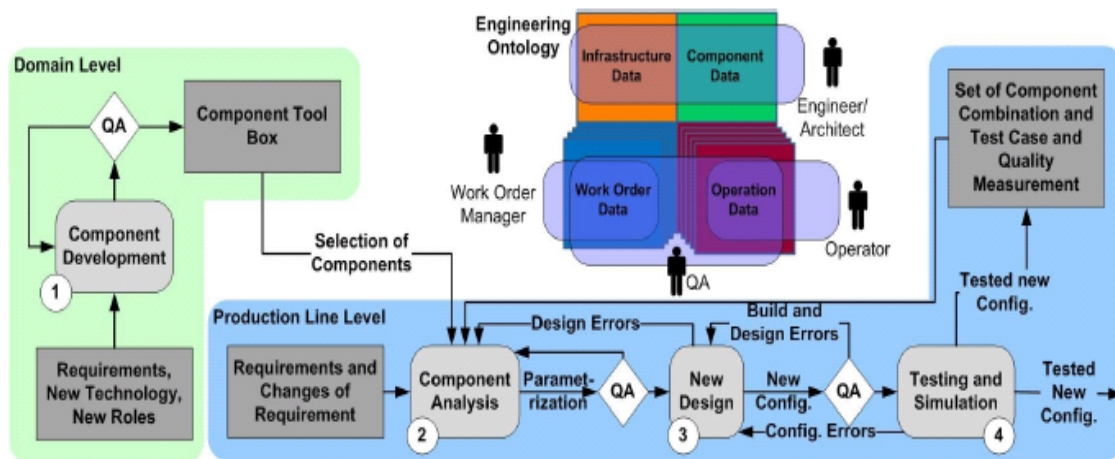 Domain Level
QA
Component Tool
Box
Component
Development
1
Requirements,
New Technology,
New Roles
Selection of
Components
Engineering
Ontology
Infrastructure
Data
Component
Data
Engineer/
Architect
Work Order
Manager
Work Order
Data
Operation
Data
Operator
QA
Set of Component
Combination and
Test Case and
Quality
Measurement
Tested new
Config.
Production Line Level
Requirements and
Changes of
Requirement
Design Errors
Component
Analysis
2
Paramet-
rization
QA
Build and
Design Errors
New
Design
3
New
Config.
QA
Config. Errors
Testing and
Simulation
4
Tested
New
Config.